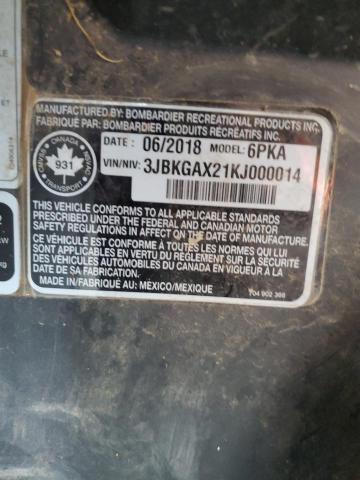 MANUFACTURED BY: BOMBARDIER RECREATIONAL PRODUCTS INC.
FABRIQUÉ PAR: BOMBARDIER PRODUITS RÉCRÉATIFS INC.
DATE : 06/2018 MODEL: 6PKA
VIN/NIV: 3JBKGAX21KJ000014
CANADA
931
TRANSPORT
THIS VEHICLE CONFORMS TO ALL APPLICABLE STANDARDS
PRESCRIBED UNDER THE FEDERAL AND CANADIAN MOTOR
SAFETY REGULATIONS IN AFFECT ON THE DATE OF MANUFACTURE
CE VÉHICULE EST CONFORME À TOUTES LES NORMES QUI LUI
SONT APPLICABLES EN VERTU DU RÈGLEMENT SUR LA SÉCURITÉ
DES VÉHICULES AUTOMOBILES DU CANADA EN VIGUEUR À LA
DATE DE SA FABRICATION.
MADE IN/FABRIQUÉ AU: MÉXICO/MEXIQUE
704 902 368